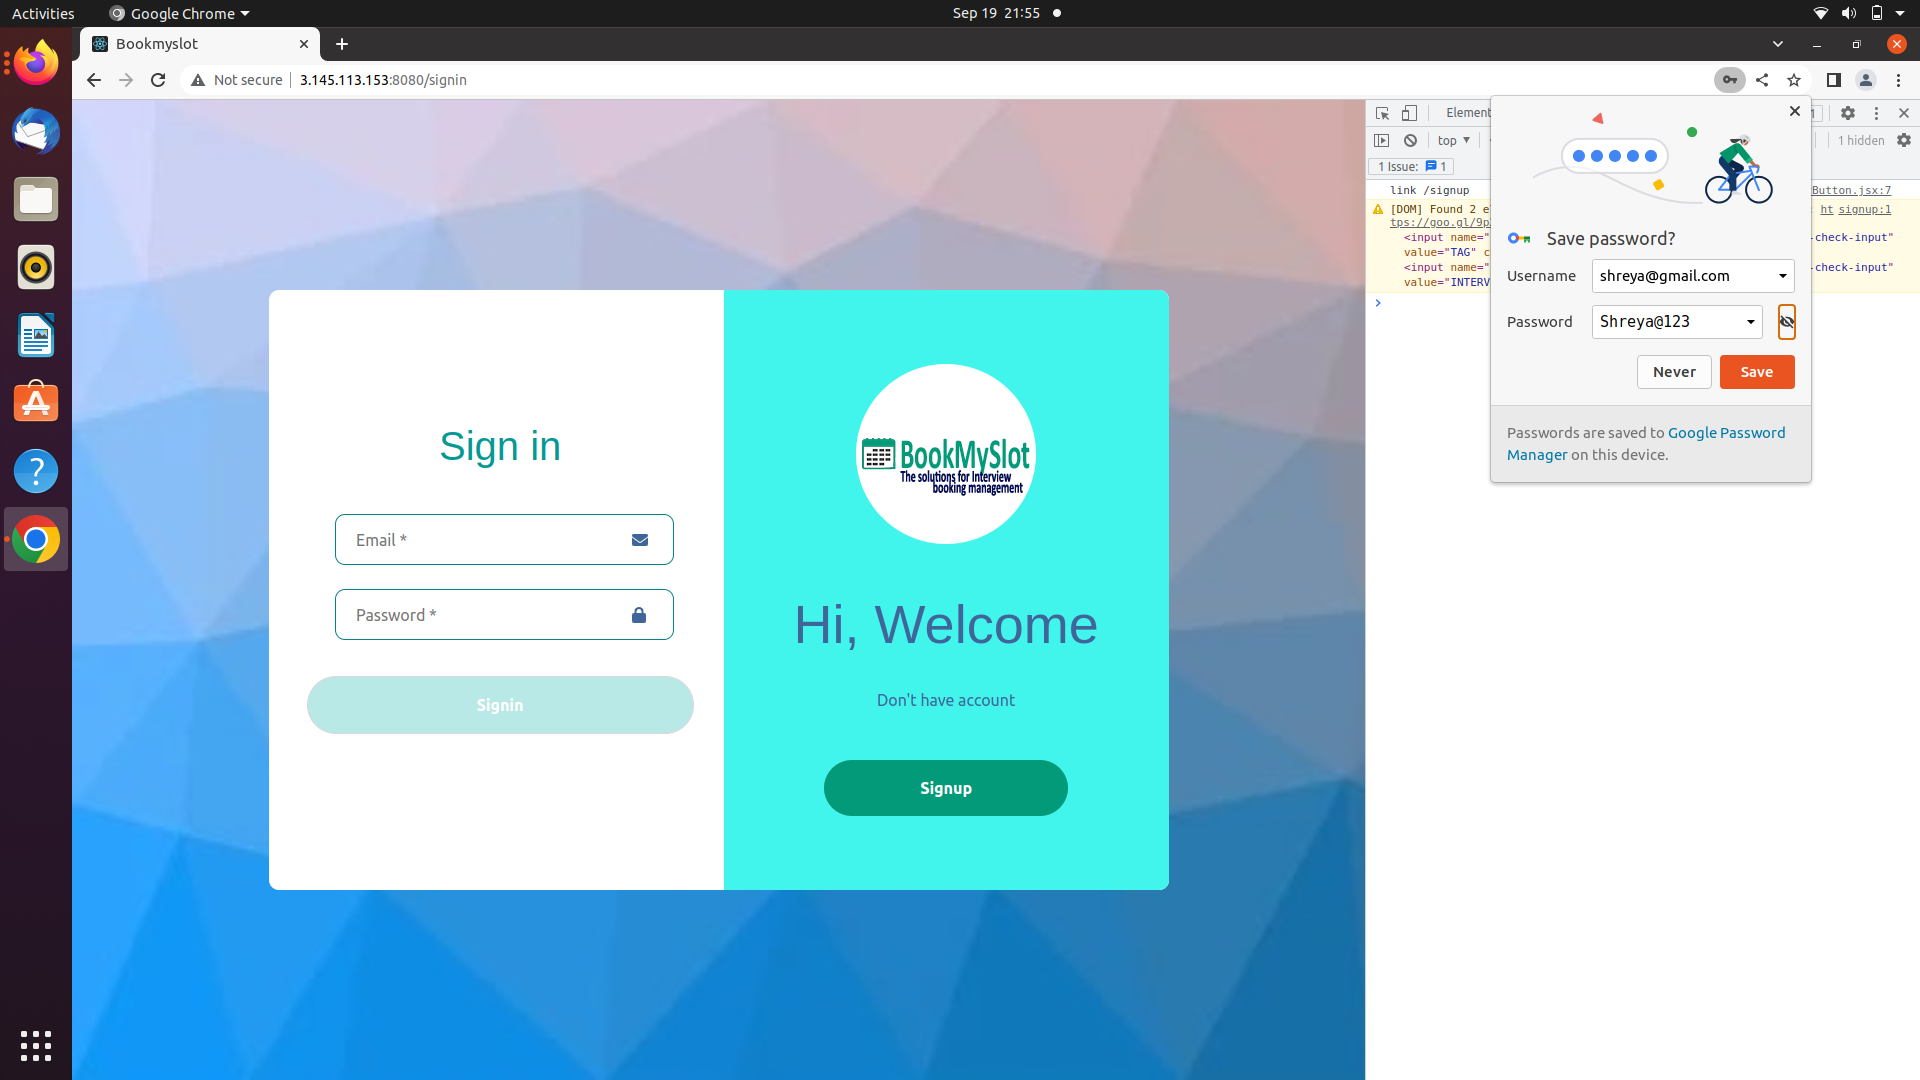 Activities
Google Chrome
Sep 19 21:55
Bookmyslot
Not secure
3.145.113.153:8080/signin
Element
top
1 hidden
1 Issue:
1
link /signup
Button.jsx:7
[DOM] Found 2 e
ht
signup:1
tps://goo.gl/9p
<input name="
-check-input"
value="TAG" c
<input name="
-check-input"
value="INTERV
Save password?
Username
shreya@gmail.com
Password
Shreya@123
Never
Save
Passwords are saved to Google Password
Manager on this device.
Sign in
Email *
Password *
Signin
BookMySlot
The solutions for Interview
booking management
Hi, Welcome
Don't have account
Signup